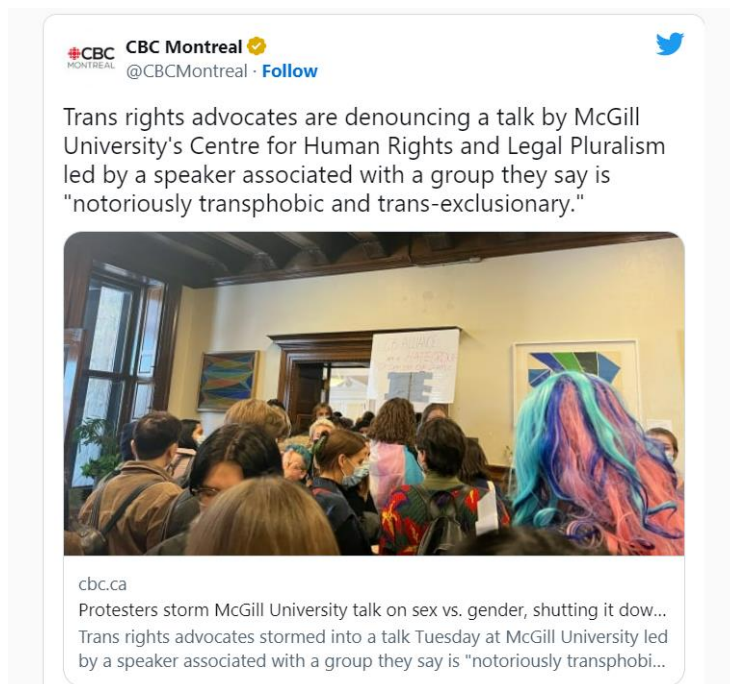 CBC
MONTREAL
CBC Montreal
@CBCMontreal · Follow
Trans rights advocates are denouncing a talk by McGill
University's Centre for Human Rights and Legal Pluralism
led by a speaker associated with a group they say is
"notoriously transphobic and trans-exclusionary."
LB ALLIANCE
cbc.ca
Protesters storm McGill University talk on sex vs. gender, shutting it dow...
Trans rights advocates stormed into a talk Tuesday at McGill University led
by a speaker associated with a group they say is "notoriously transphobi...